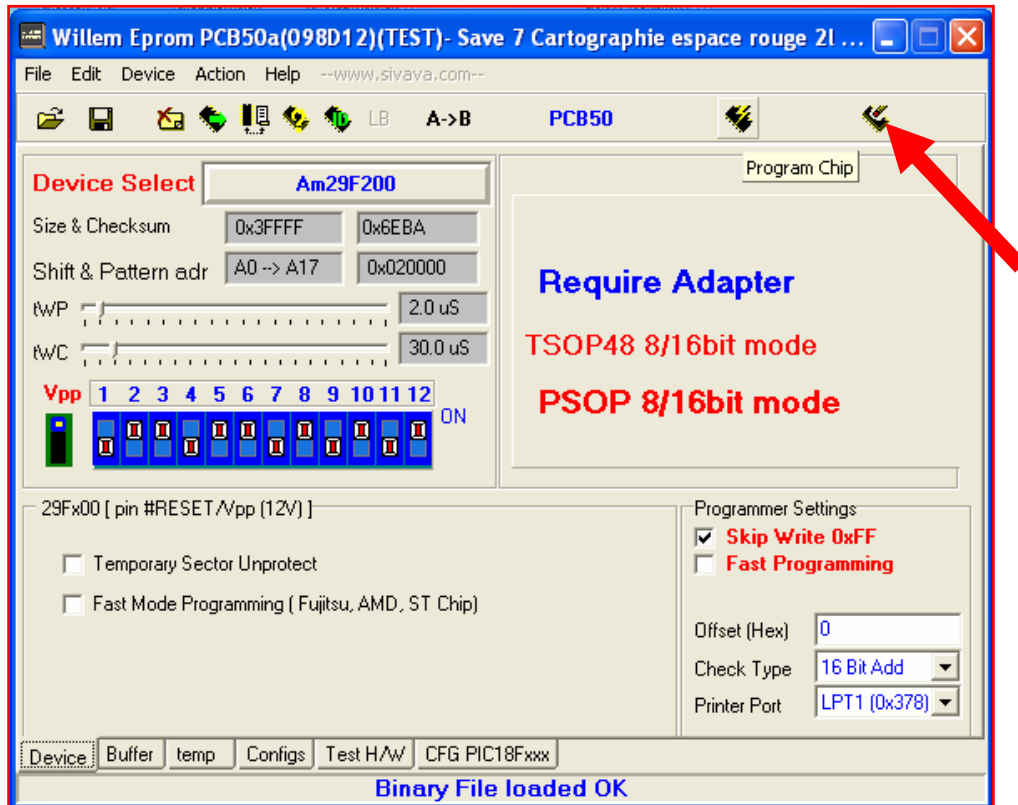 Willem Eprom PCB50a(098D12)(TEST)- Save 7 Cartographie espace rouge 2l ...
File Edit Device Action Help --www.sivava.com--
LB A->B PCB50
Program Chip
Device Select Am29F200
Size & Checksum 0x3FFFF 0x6EBA
Shift & Pattern adr A0 --> A17 0x020000
tWP 2.0 uS
tWC 30.0 uS
Vpp 1 2 3 4 5 6 7 8 9 10 11 12
ON
Require Adapter
TSOP48 8/16bit mode
PSOP 8/16bit mode
29Fx00 [ pin #RESET/Vpp (12V) ]
Temporary Sector Unprotect
Fast Mode Programming ( Fujitsu, AMD, ST Chip)
Programmer Settings
Skip Write 0xFF
Fast Programming
Offset (Hex) 0
Check Type 16 Bit Add
Printer Port LPT1 (0x378)
Device Buffer temp Configs Test H/W CFG PIC18Fxxx
Binary File loaded OK